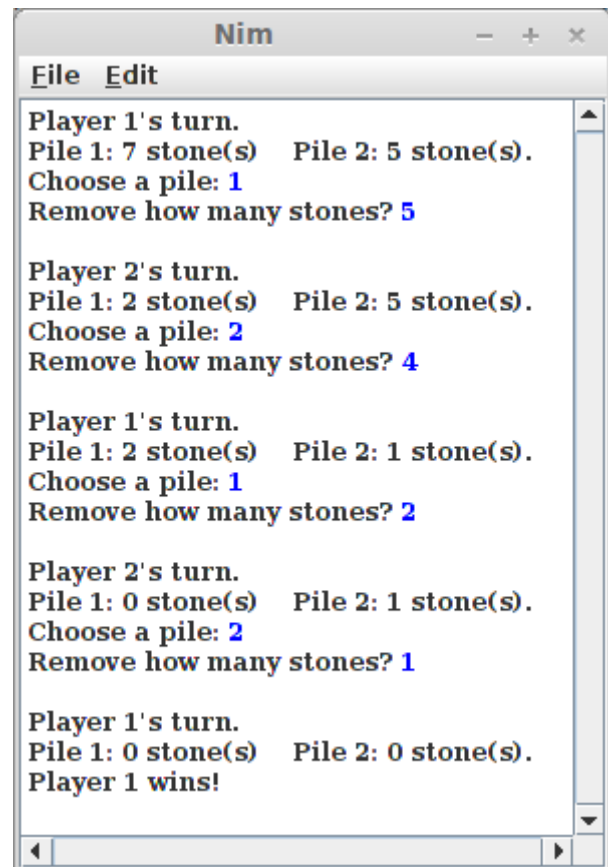 Nim
File Edit
Player 1's turn.
Pile 1: 7 stone(s) Pile 2: 5 stone(s).
Choose a pile: 1
Remove how many stones? 5
Player 2's turn.
Pile 1: 2 stone(s) Pile 2: 5 stone(s).
Choose a pile: 2
Remove how many stones? 4
Player 1's turn.
Pile 1: 2 stone(s) Pile 2: 1 stone(s).
Choose a pile: 1
Remove how many stones? 2
Player 2's turn.
Pile 1: 0 stone(s) Pile 2: 1 stone(s).
Choose a pile: 2
Remove how many stones? 1
Player 1's turn.
Pile 1: 0 stone(s) Pile 2: 0 stone(s).
Player 1 wins!